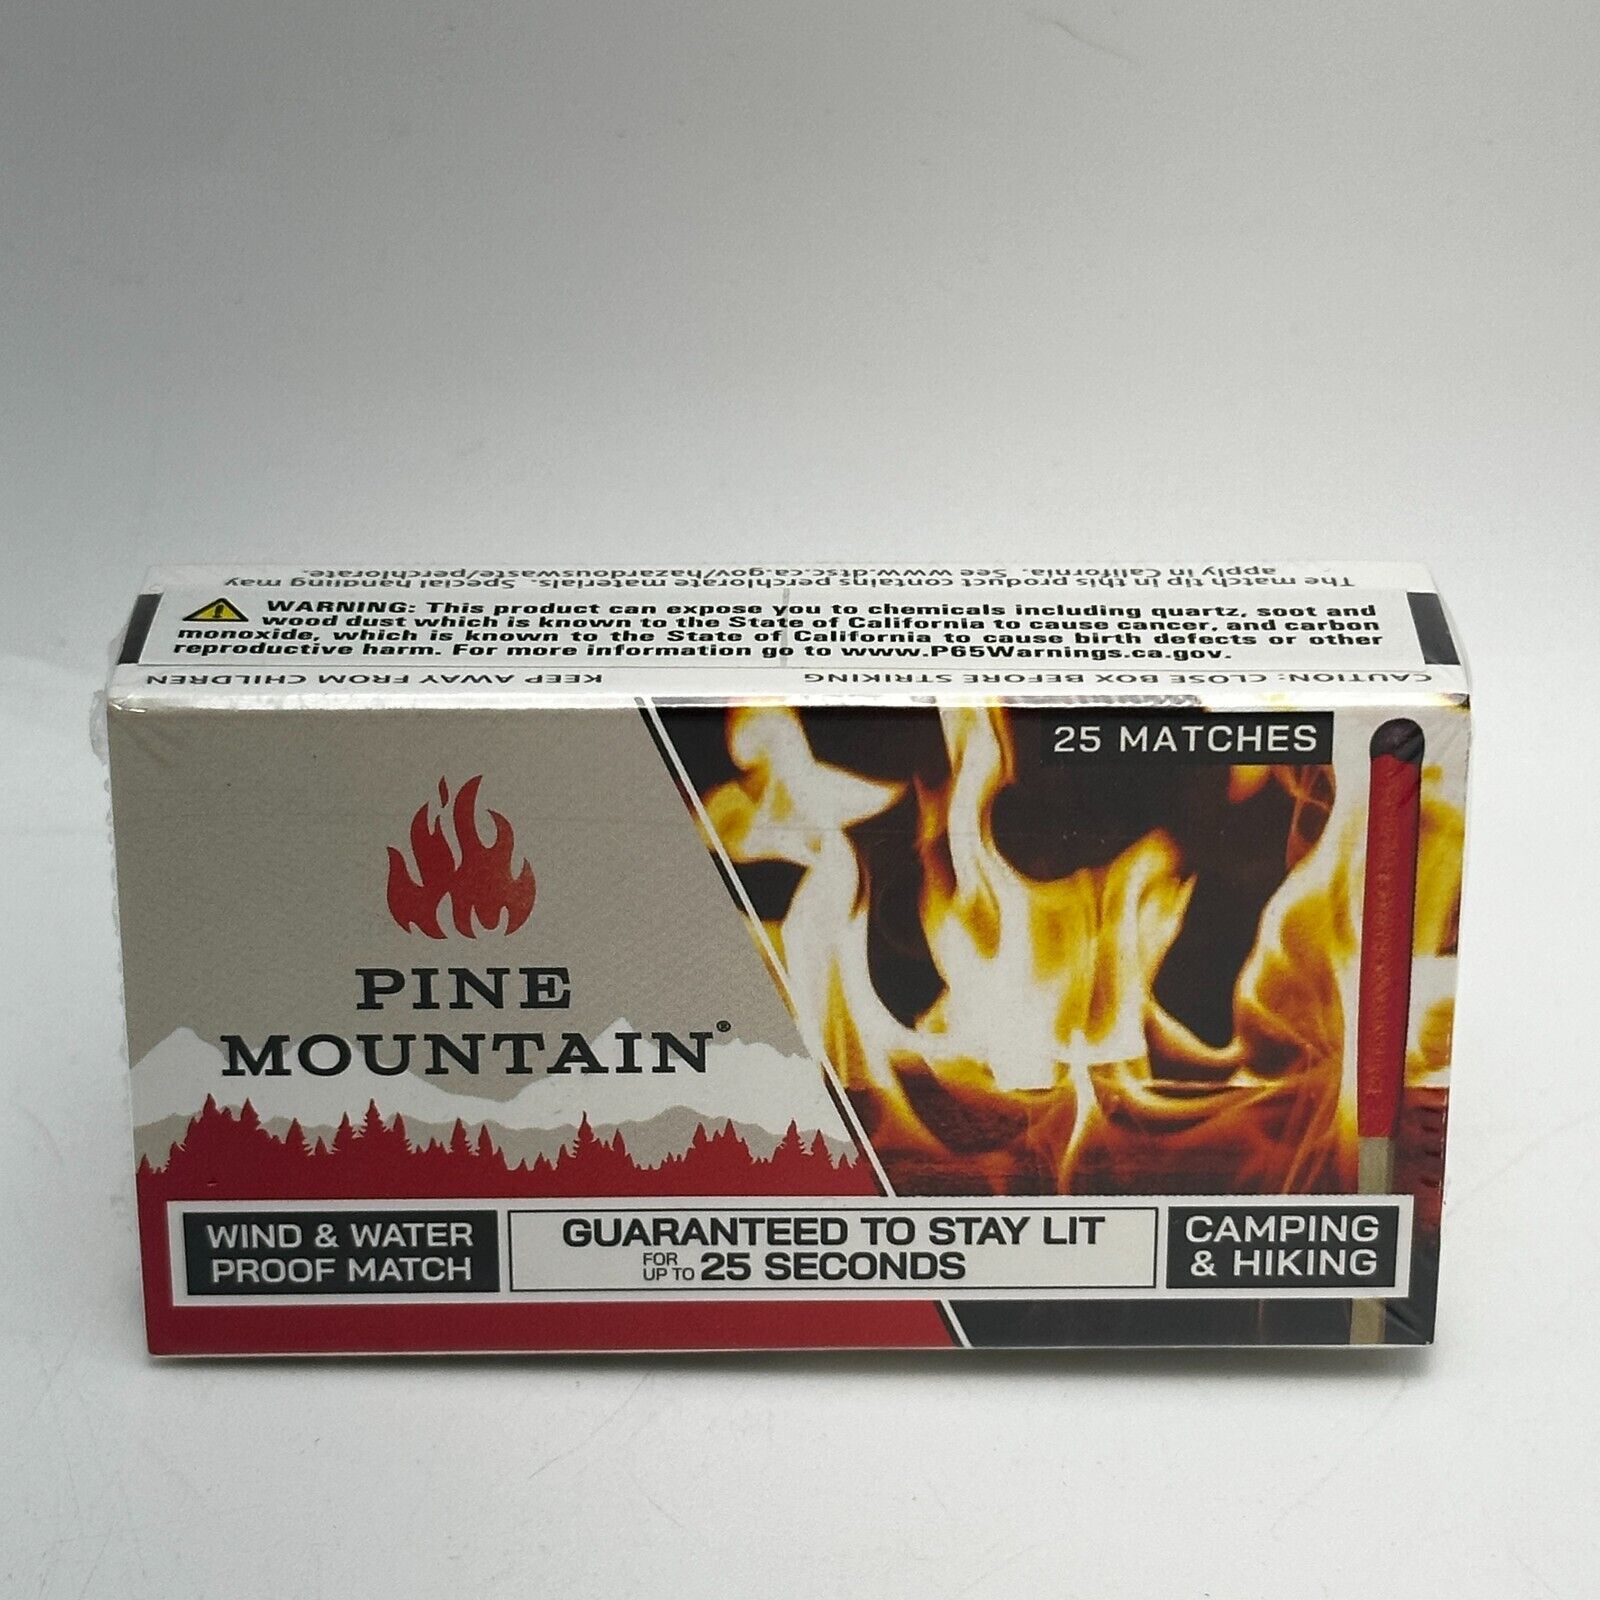 The match tip in this product contains perchlorate materials. Special handling may
apply in California. See www.dtsc.ca.gov/hazardouswaste/perchlorate.
WARNING: This product can expose you to chemicals including quartz, soot and
wood dust which is known to the State of California to cause cancer, and carbon
monoxide, which is known to the State of California to cause birth defects or other
reproductive harm. For more information go to www.P65Warnings.ca.gov.
CAUTION: CLOSE BOX BEFORE STRIKING KEEP AWAY FROM CHILDREN
25 MATCHES
PINE
MOUNTAIN®
WIND & WATER
PROOF MATCH
GUARANTEED TO STAY LIT
FOR UP TO 25 SECONDS
CAMPING
& HIKING